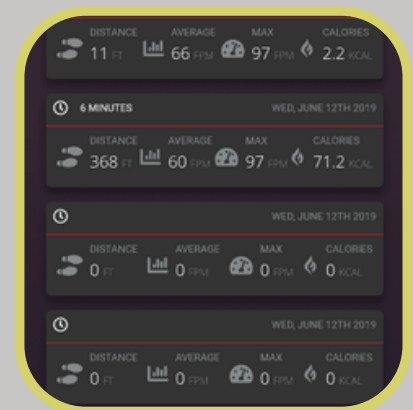 DISTANCE AVERAGE MAX CALORIES
11 FT 66 FPM 97 FPM 2.2 KCAL
6 MINUTES WED, JUNE 12TH 2019
DISTANCE AVERAGE MAX CALORIES
368 FT 60 FPM 97 FPM 71.2 KCAL
WED, JUNE 12TH 2019
DISTANCE AVERAGE MAX CALORIES
0 FT 0 FPM 0 FPM 0 KCAL
WED, JUNE 12TH 2019
DISTANCE AVERAGE MAX CALORIES
0 FT 0 FPM 0 FPM 0 KCAL